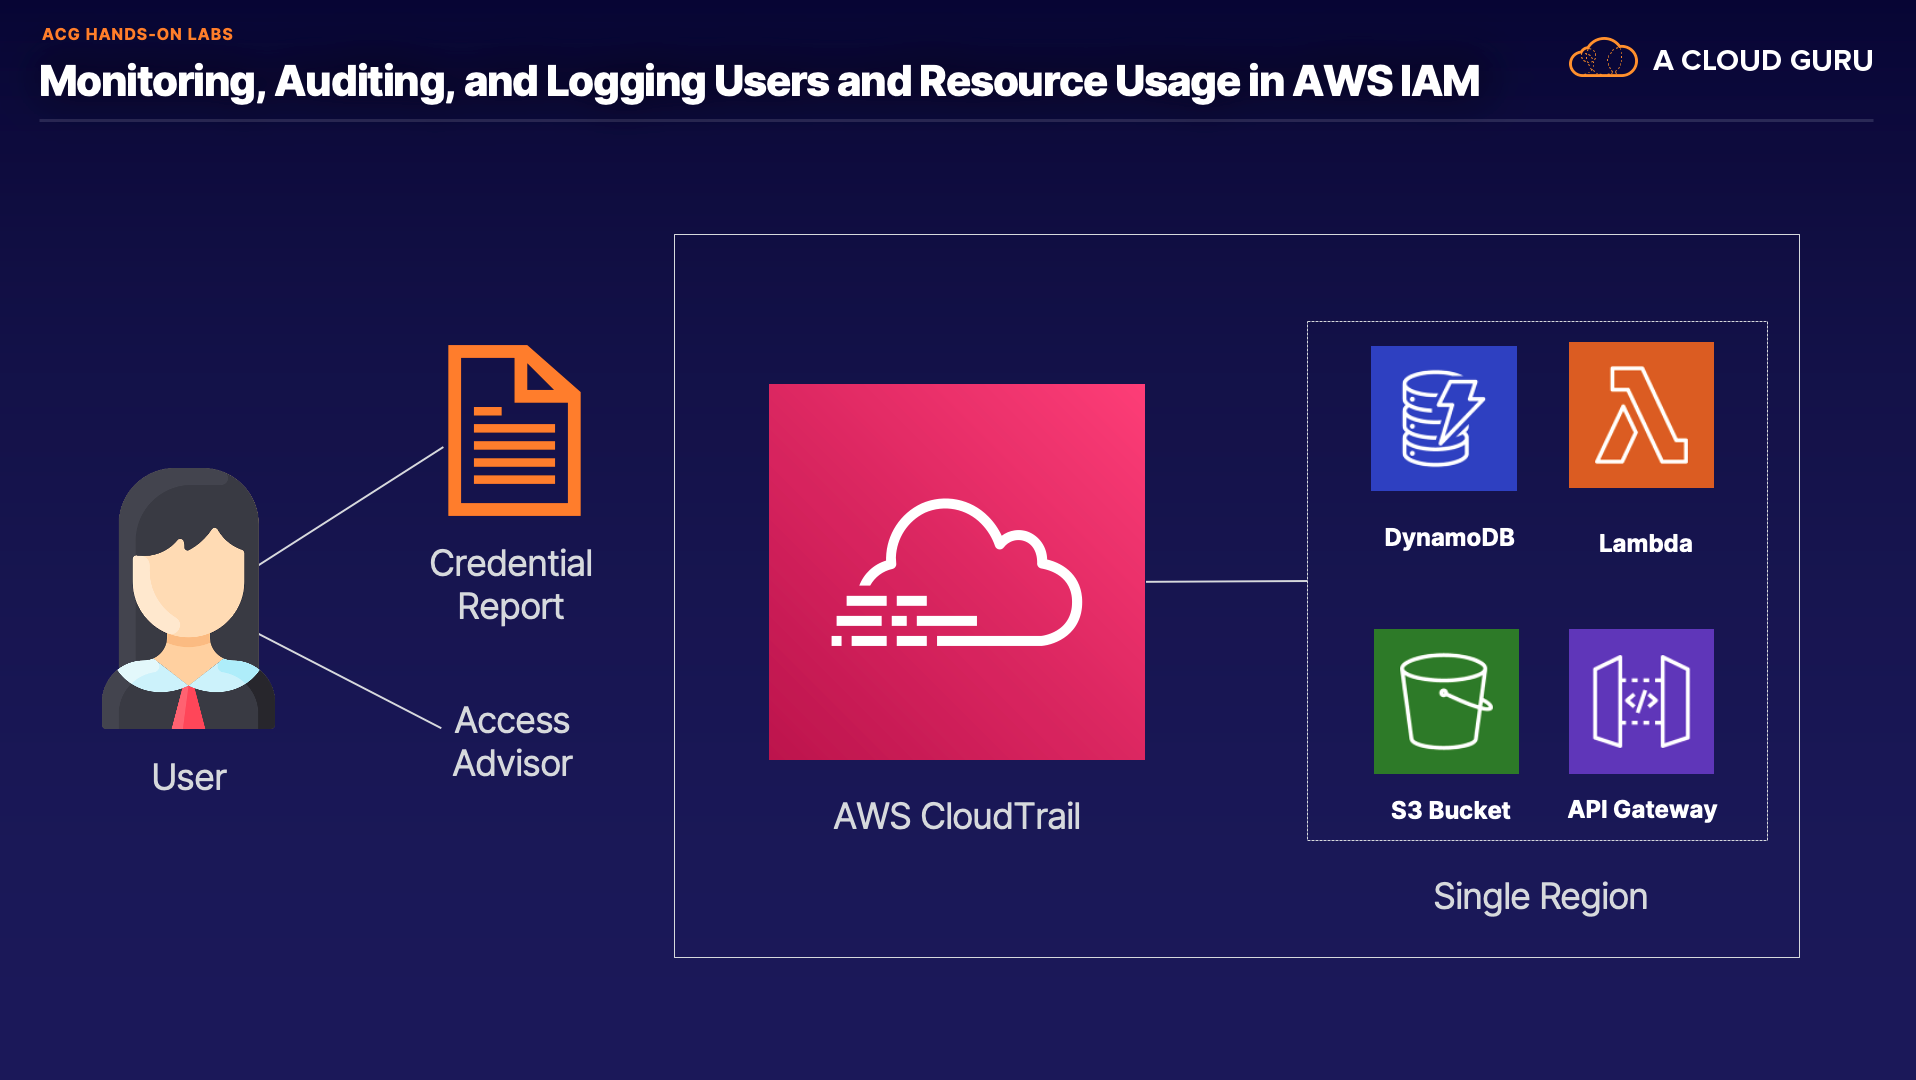 ACG HANDS-ON LABS
Monitoring, Auditing, and Logging Users and Resource Usage in AWS IAM
A CLOUD GURU
Credential
Report
Access
Advisor
User
AWS CloudTrail
DynamoDB
Lambda
</>
S3 Bucket
API Gateway
Single Region